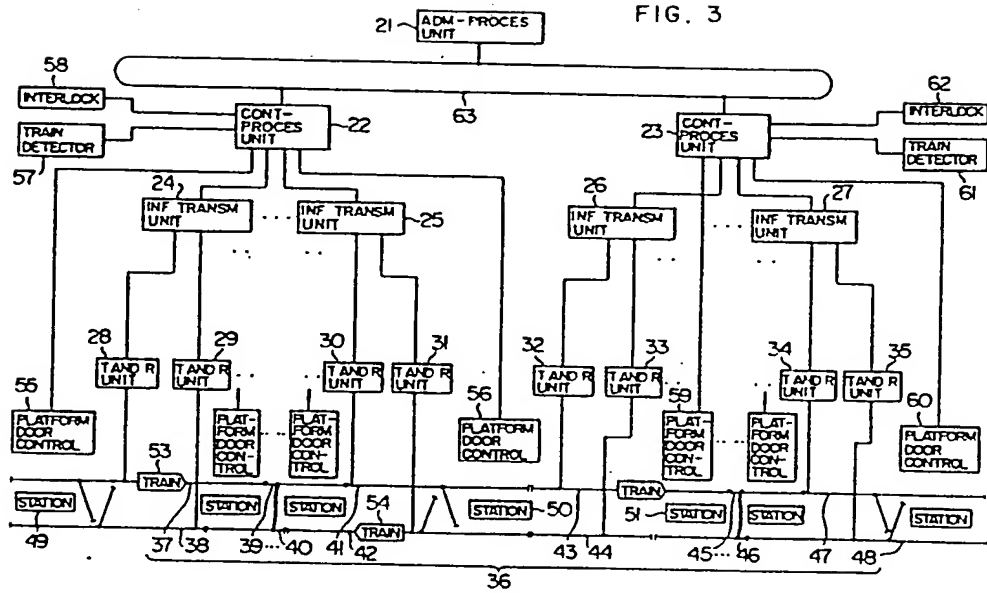 FIG. 3
21
ADM-PROCES
UNIT
58
INTERLOCK
63
62
INTERLOCK
CONT-
PROCES
UNIT
22
23
CONT-
PROCES
UNIT
TRAIN
DETECTOR
57
TRAIN
DETECTOR
61
24
INF TRANSM
UNIT
INF TRANSM
UNIT
25
26
INF TRANSM
UNIT
27
INF TRANSM
UNIT
28
T AND R
UNIT
29
T AND R
UNIT
30
T AND R
UNIT
31
T AND R
UNIT
32
T AND R
UNIT
33
T AND R
UNIT
34
T AND R
UNIT
35
T AND R
UNIT
55
PLATFORM
DOOR
CONTROL
PLAT-
FORM
DOOR
CON-
TROL
PLAT-
FORM
DOOR
CON-
TROL
56
PLATFORM
DOOR
CONTROL
59
PLAT-
FORM
DOOR
CON-
TROL
PLAT-
FORM
DOOR
CON-
TROL
60
PLATFORM
DOOR
CONTROL
53
TRAIN
TRAIN
STATION
49
STATION
STATION
54
TRAIN
STATION
50
51
STATION
STATION
STATION
37 38 39 40 41 42 43 44 45 46 47 48
36